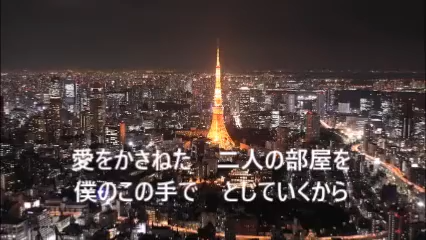 愛をかさねた　二人の部屋を
僕のこの手で　としていくから